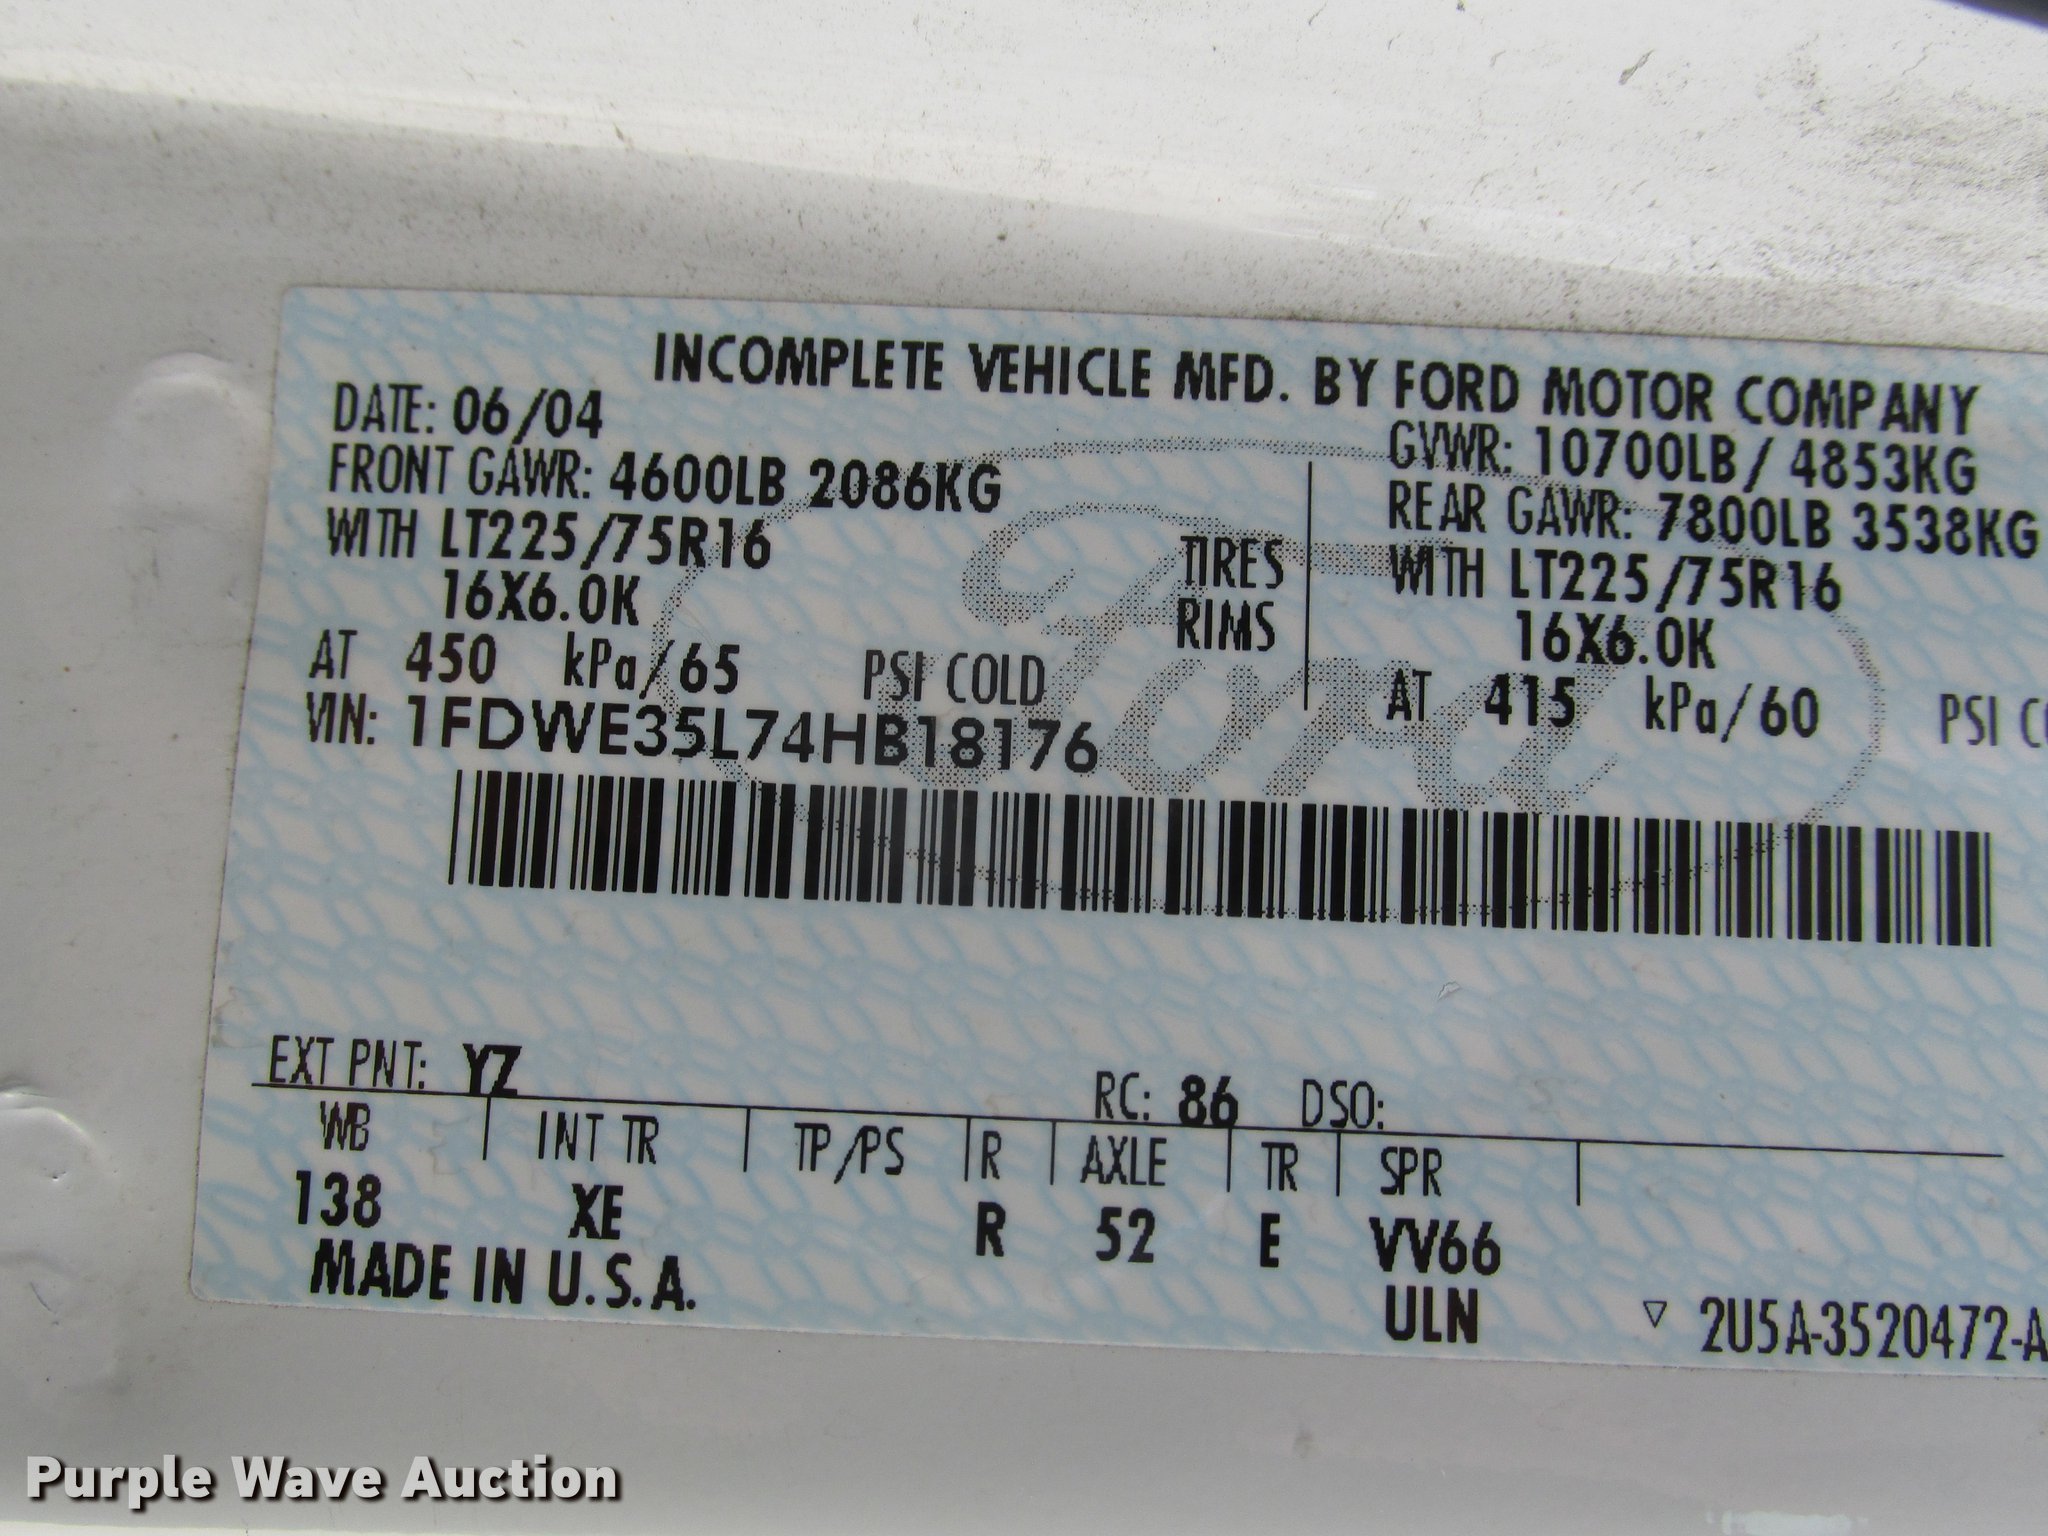 INCOMPLETE VEHICLE MFD. BY FORD MOTOR COMPANY
DATE: 06/04
GVWR: 10700LB / 4853KG
FRONT GAWR: 4600LB 2086KG
REAR GAWR: 7800LB 3538KG
WITH LT225/75R16
TIRES
WITH LT225/75R16
16X6.0K
RIMS
16X6.0K
AT 450 kPa/65 PSI COLD
AT 415 kPa/60 PSI
VIN: 1FDWE35L74HB18176
Ford
EXT PNT: YZ
RC: 86 DSO:
WB INT TR TP/PS R AXLE TR SPR
138 XE R 52 E VV66
MADE IN U.S.A.
ULN
▽ 2U5A-3520472-A
Purple Wave Auction